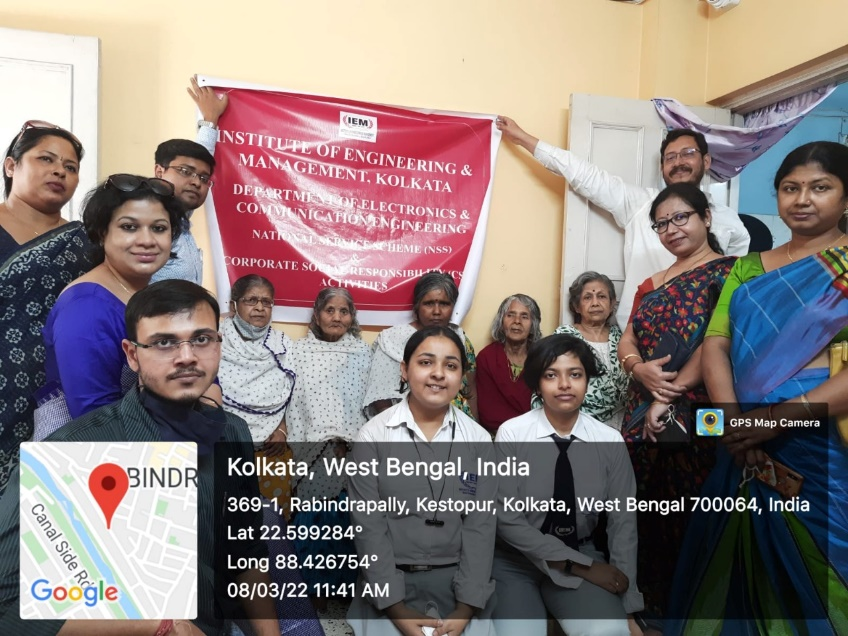 IEM
INSTITUTE OF ENGINEERING &
MANAGEMENT, KOLKATA
DEPARTMENT OF ELECTRONICS &
COMMUNICATION ENGINEERING
NATIONAL SERVICE SCHEME (NSS)
&
CORPORATE SOCIAL RESPONSIBILITY
ACTIVITIES
GPS Map Camera
BINDR
Canal Side Rd
Google
Kolkata, West Bengal, India
369-1, Rabindrapally, Kestopur, Kolkata, West Bengal 700064, India
Lat 22.599284°
Long 88.426754°
08/03/22 11:41 AM